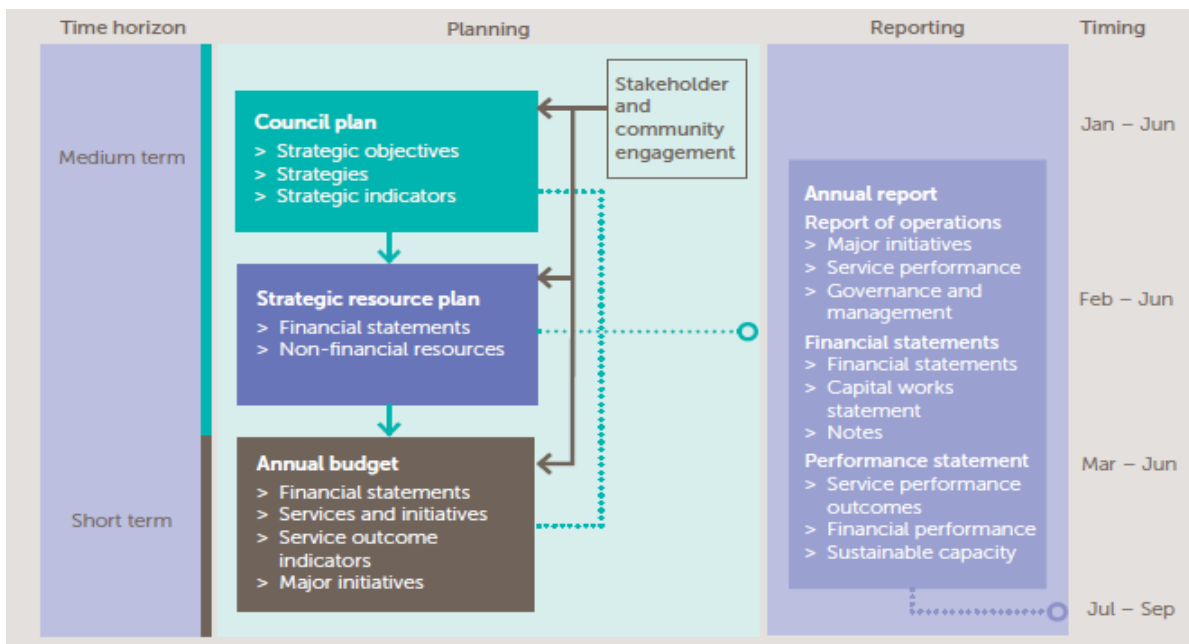 Time horizon
Planning
Reporting
Timing
Medium term
Short term
Council plan
> Strategic objectives
> Strategies
> Strategic indicators
Strategic resource plan
> Financial statements
> Non-financial resources
Annual budget
> Financial statements
> Services and initiatives
> Service outcome
indicators
> Major initiatives
Stakeholder
and
community
engagement
Annual report
Report of operations
> Major initiatives
> Service performance
> Governance and
management
Financial statements
> Financial statements
> Capital works
statement
> Notes
Performance statement
> Service performance
outcomes
> Financial performance
> Sustainable capacity
Jan – Jun
Feb – Jun
Mar – Jun
Jul – Sep